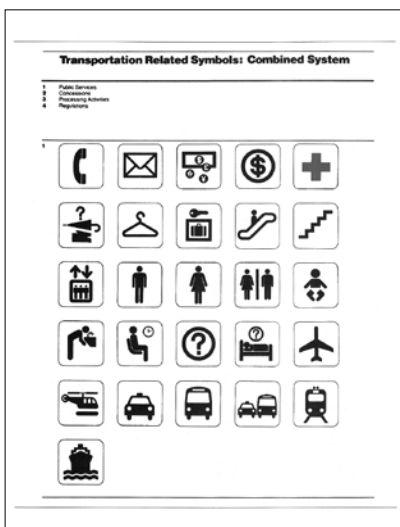 Transportation Related Symbols: Combined System
1 Public Services
2 Concessions
3 Processing Activities
4 Regulations
1
$
?
?
?